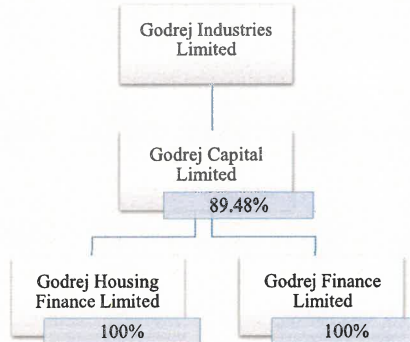 Godrej Industries
Limited
Godrej Capital
Limited
89.48%
Godrej Housing
Finance Limited
100%
Godrej Finance
Limited
100%